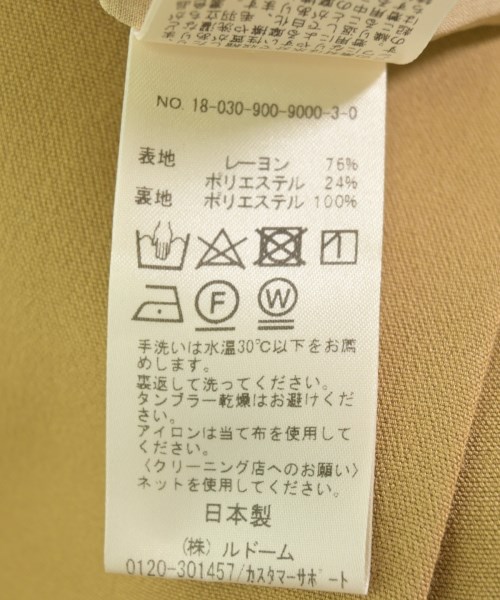 NO. 18-030-900-9000-3-0
表地 レーヨン 76%
ポリエステル 24%
裏地 ポリエステル 100%
F W
手洗いは水温30℃以下をお薦
めします。
裏返して洗ってください。
タンブラー乾燥はお避けくだ
さい。
アイロンは当て布を使用して
ください。
〈クリーニング店へのお願い〉
ネットを使用してください。
日本製
(株) ルドーム
0120-301457/カスタマーサポート